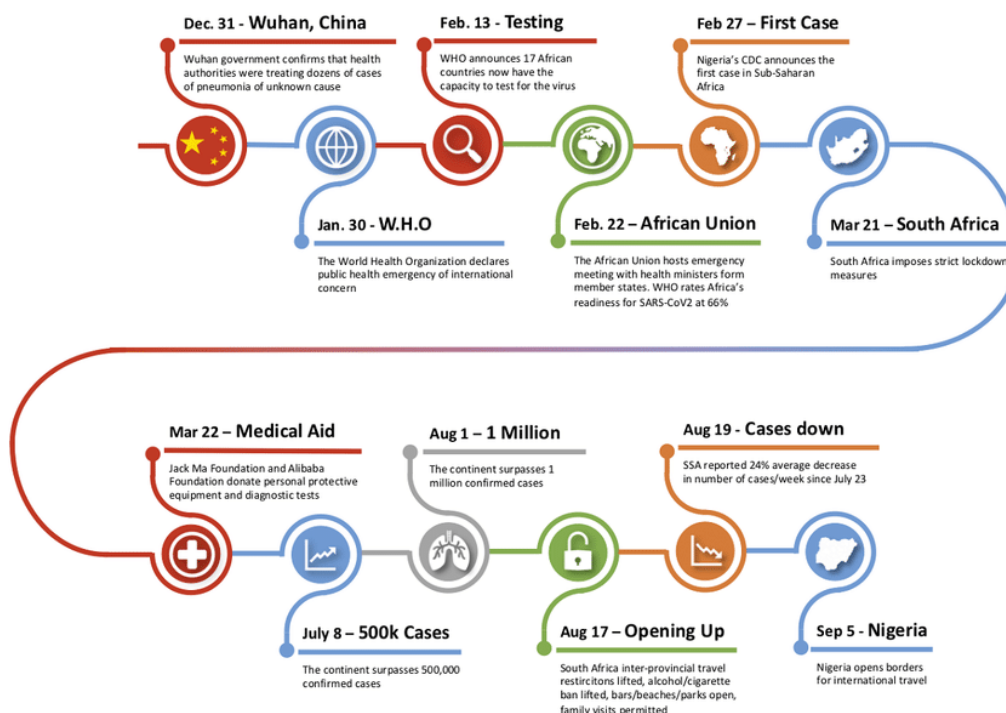 Dec. 31 - Wuhan, China
Wuhan government confirms that health
authorities were treating dozens of cases
of pneumonia of unknown cause
Jan. 30 - W.H.O
The World Health Organization declares
public health emergency of international
concern
Feb. 13 - Testing
WHO announces 17 African
countries now have the
capacity to test for the virus
Feb. 22 – African Union
The African Union hosts emergency
meeting with health ministers form
member states. WHO rates Africa's
readiness for SARS-CoV2 at 66%
Feb 27 - First Case
Nigeria's CDC announces the
first case in Sub-Saharan
Africa
Mar 21 – South Africa
South Africa imposes strict lockdown
measures
Mar 22 – Medical Aid
Jack Ma Foundation and Alibaba
Foundation donate personal protective
equipment and diagnostic tests
July 8 – 500k Cases
The continent surpasses 500,000
confirmed cases
Aug 1 – 1 Million
The continent surpasses 1
million confirmed cases
Aug 17 – Opening Up
South Africa inter-provincial travel
restircitons lifted, alcohol/cigarette
ban lifted, bars/beaches/parks open,
family visits permitted
Aug 19 - Cases down
SSA reported 24% average decrease
in number of cases/week since July 23
Sep 5 - Nigeria
Nigeria opens borders
for international travel